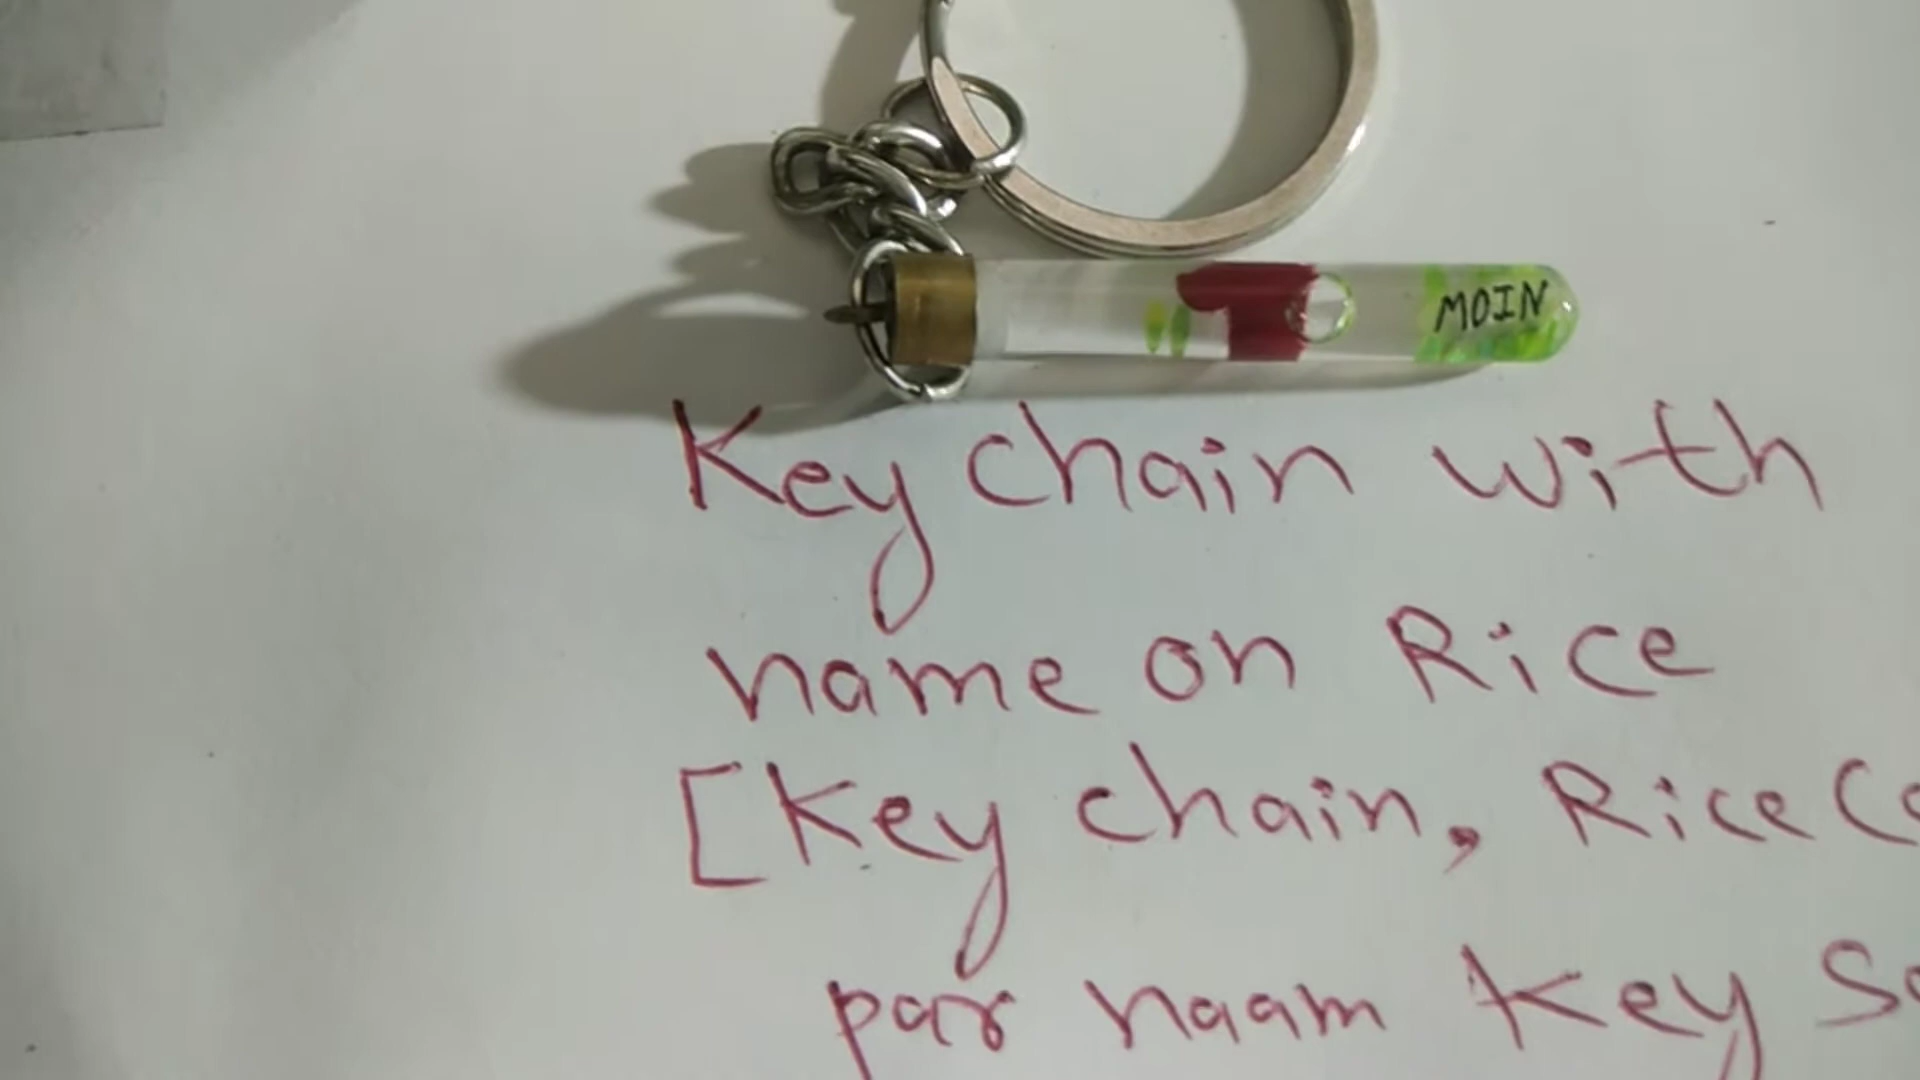 MOIN
Key chain with
name on Rice
[Key chain, Rice
par naam Key